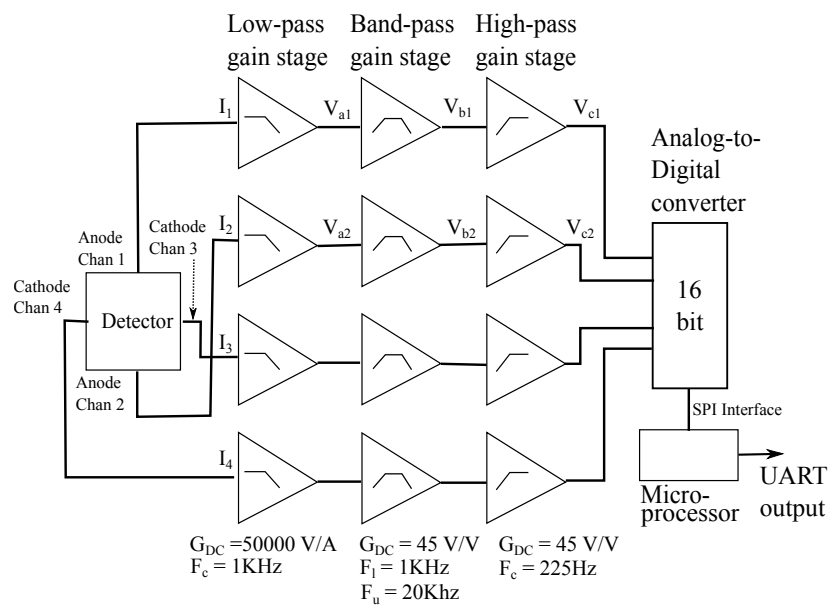 Low-pass
gain stage
Band-pass
gain stage
High-pass
gain stage
I1
Va1
Vb1
Vc1
Analog-to-
Digital
converter
I2
Va2
Vb2
Vc2
Cathode
Chan 3
Anode
Chan 1
Cathode
Chan 4
Detector
16
bit
I3
Anode
Chan 2
SPI Interface
I4
Micro-
processor
UART
output
GDC =50000 V/A
Fc = 1KHz
GDC = 45 V/V
Fl = 1KHz
Fu = 20Khz
GDC = 45 V/V
Fc = 225Hz